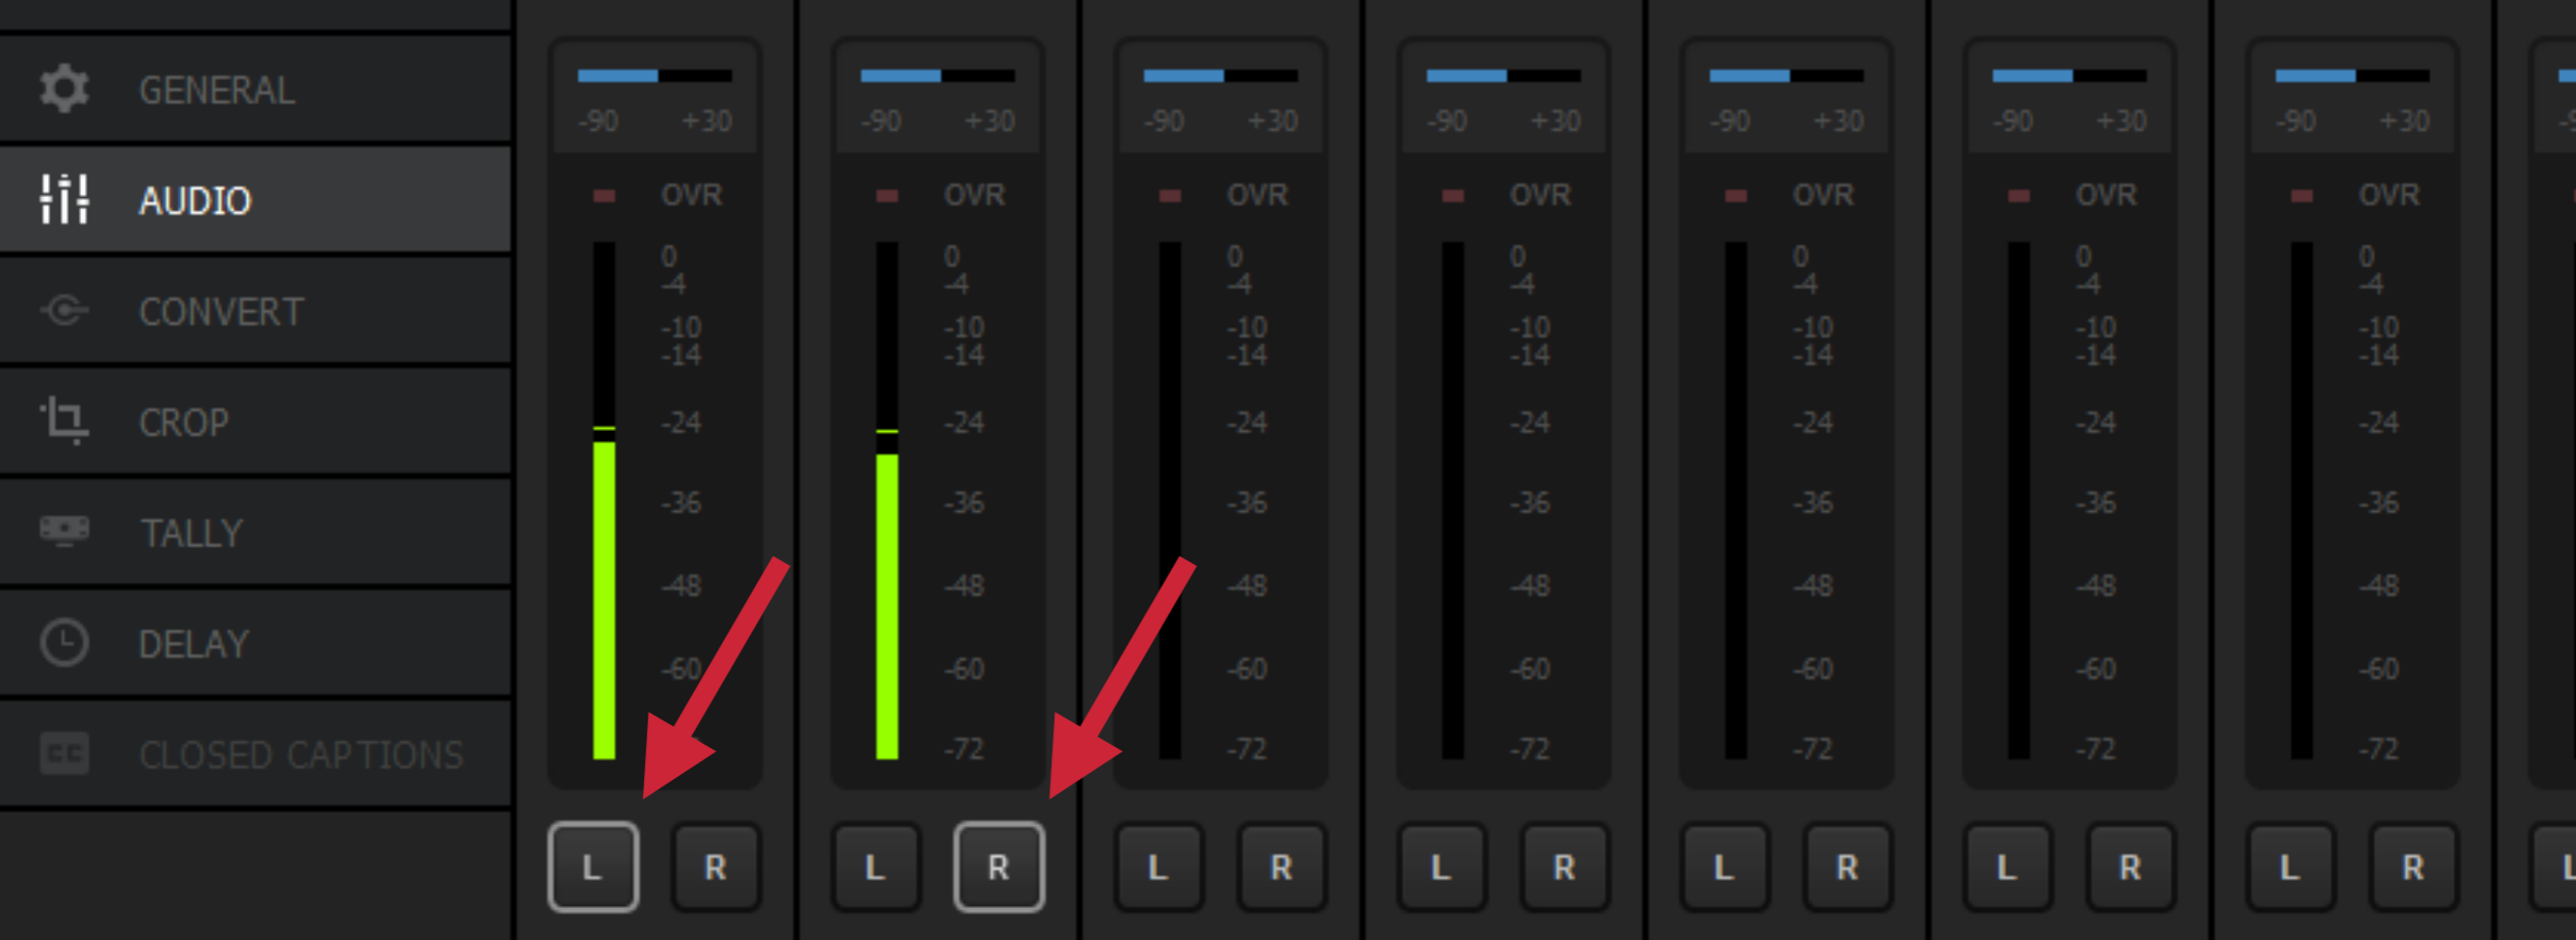 GENERAL
AUDIO
CONVERT
CROP
TALLY
DELAY
CLOSED CAPTIONS
-90 +30 -90 +30 -90 +30 -90 +30 -90 +30 -90 +30 -90 +30 -9
OVR OVR OVR OVR OVR OVR OVR
0 0 0 0 0 0 0
-4 -4 -4 -4 -4 -4 -4
-10 -10 -10 -10 -10 -10 -10
-14 -14 -14 -14 -14 -14 -14
-24 -24 -24 -24 -24 -24 -24
-36 -36 -36 -36 -36 -36 -36
-48 -48 -48 -48 -48 -48 -48
-60 -60 -60 -60 -60 -60 -60
-72 -72 -72 -72 -72 -72
L R L R L R L R L R L R L R L